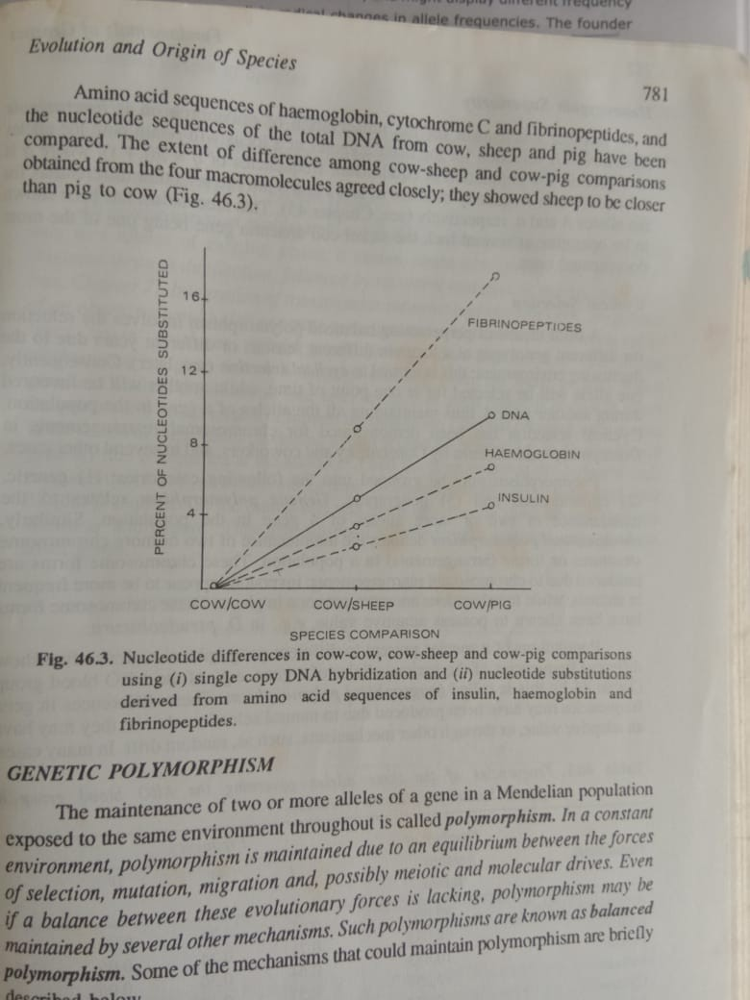 different frequency
changes in allele frequencies. The founder
Evolution and Origin of Species
781
Amino acid sequences of haemoglobin, cytochrome C and fibrinopeptides, and
the nucleotide sequences of the total DNA from cow, sheep and pig have been
compared. The extent of difference among cow-sheep and cow-pig comparisons
obtained from the four macromolecules agreed closely; they showed sheep to be closer
than pig to cow (Fig. 46.3).
PERCENT OF NUCLEOTIDES SUBSTITUTED
16
FIBRINOPEPTIDES
12
DNA
8
HAEMOGLOBIN
INSULIN
4
COW/COW COW/SHEEP COW/PIG
SPECIES COMPARISON
Fig. 46.3. Nucleotide differences in cow-cow, cow-sheep and cow-pig comparisons
using (i) single copy DNA hybridization and (ii) nucleotide substitutions
derived from amino acid sequences of insulin, haemoglobin and
fibrinopeptides.
GENETIC POLYMORPHISM
The maintenance of two or more alleles of a gene in a Mendelian population
exposed to the same environment throughout is called polymorphism. In a constant
environment, polymorphism is maintained due to an equilibrium between the forces
of selection, mutation, migration and, possibly meiotic and molecular drives. Even
if a balance between these evolutionary forces is lacking, polymorphism may be
maintained by several other mechanisms. Such polymorphisms are known as balanced
polymorphism. Some of the mechanisms that could maintain polymorphism are briefly
described below